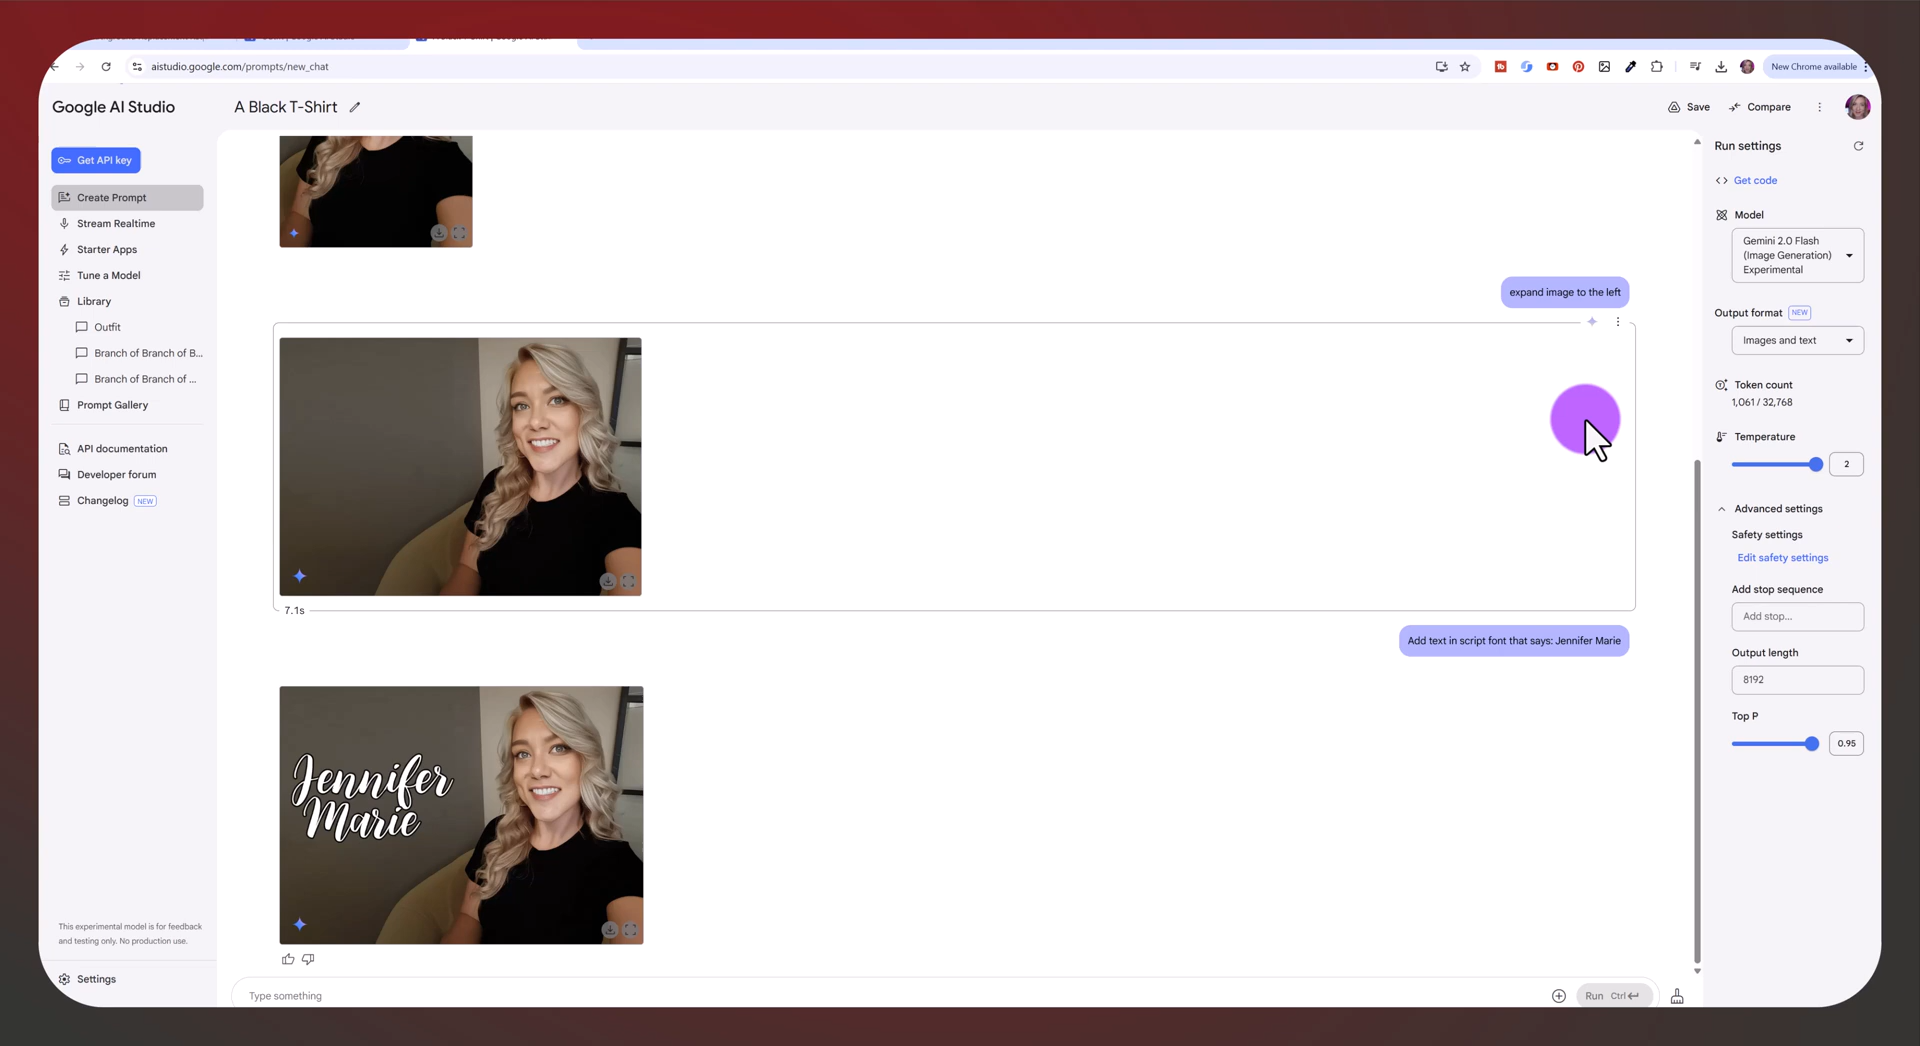 aistudio.google.com/prompts/new_chat
New Chrome available
Google AI Studio
A Black T-Shirt
Save
Compare
Get API key
Create Prompt
Stream Realtime
Starter Apps
Tune a Model
Library
Outfit
Branch of Branch of B...
Branch of Branch of ...
Prompt Gallery
API documentation
Developer forum
Changelog NEW
This experimental model is for feedback
and testing only. No production use.
Settings
expand image to the left
7.1s
Add text in script font that says: Jennifer Marie
Jennifer
Marie
Type something
Run Ctrl
Run settings
Get code
Model
Gemini 2.0 Flash
(Image Generation)
Experimental
Output format NEW
Images and text
Token count
1,061 / 32,768
Temperature
2
Advanced settings
Safety settings
Edit safety settings
Add stop sequence
Add stop...
Output length
8192
Top P
0.95